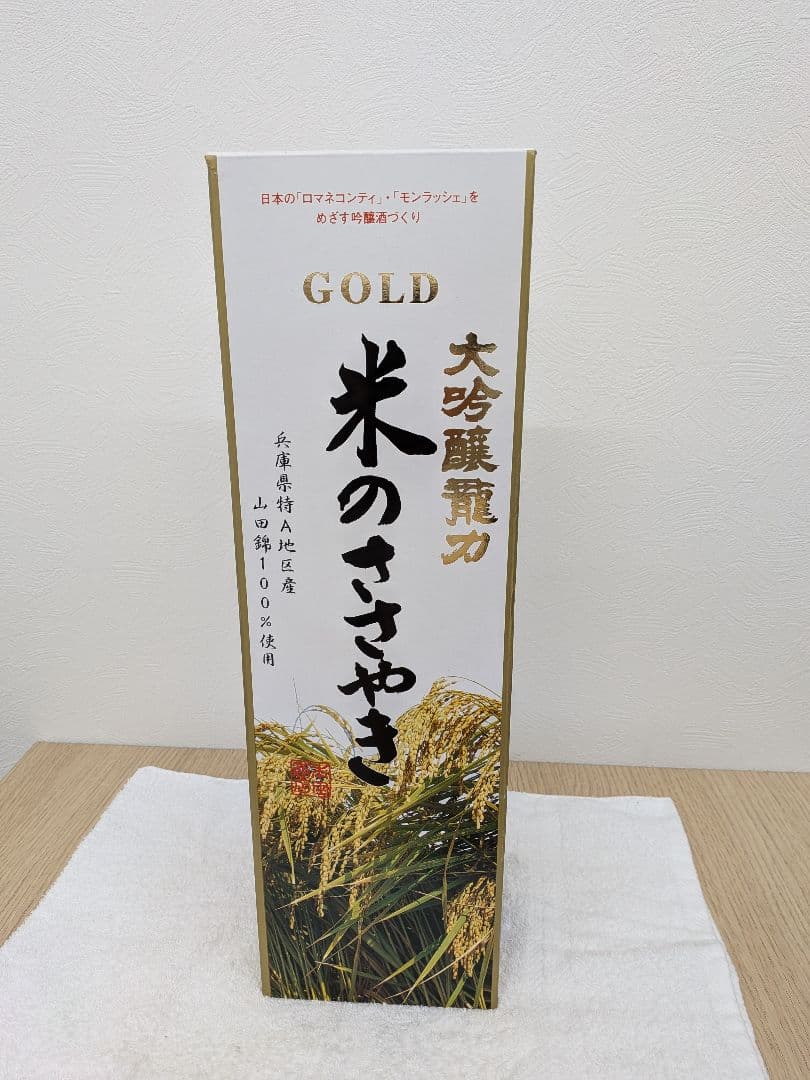 日本の「ロマネコンティ」・「モンラッシェ」を
めざす吟醸酒づくり
GOLD
大吟醸龍力
米のささやき
兵庫県特A地区産
山田錦100%使用